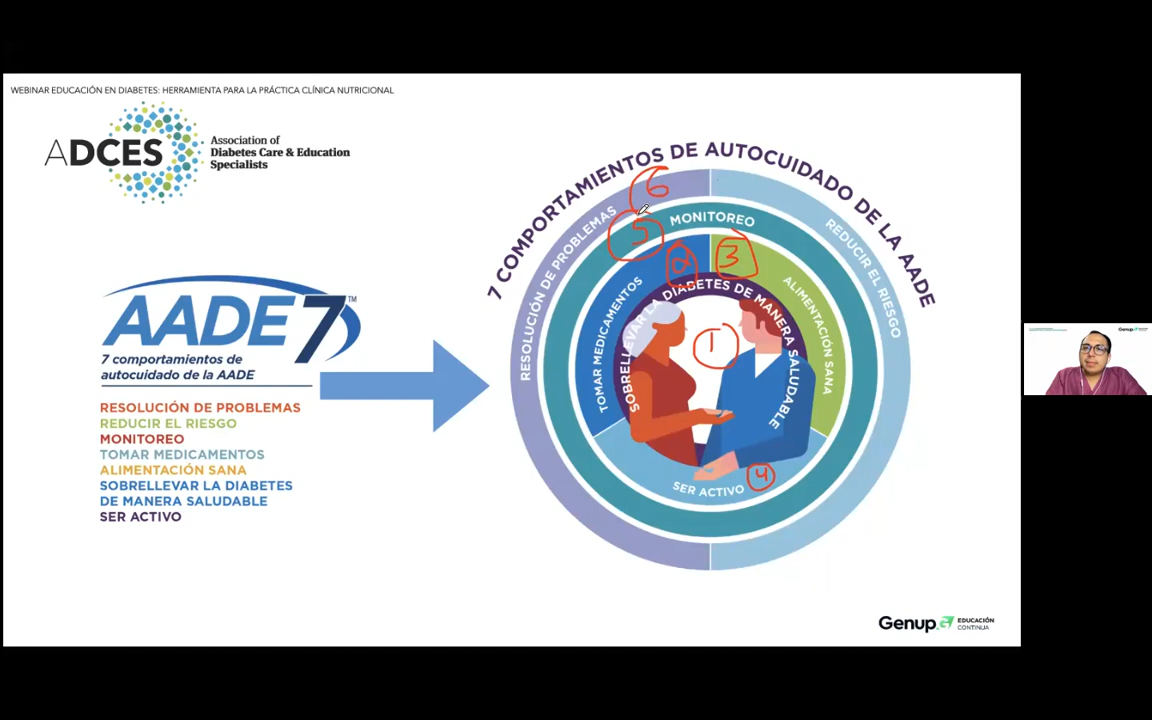 WEBINAR EDUCACIÓN EN DIABETES: HERRAMIENTA PARA LA PRÁCTICA CLÍNICA NUTRICIONAL
ADCES
Association of
Diabetes Care & Education
Specialists
AADE7™
7 comportamientos de
autocuidado de la AADE
RESOLUCIÓN DE PROBLEMAS
REDUCIR EL RIESGO
MONITOREO
TOMAR MEDICAMENTOS
ALIMENTACIÓN SANA
SOBRELLEVAR LA DIABETES
DE MANERA SALUDABLE
SER ACTIVO
7 COMPORTAMIENTOS DE AUTOCUIDADO DE LA AADE
RESOLUCIÓN DE PROBLEMAS
REDUCIR EL RIESGO
MONITOREO
TOMAR MEDICAMENTOS
ALIMENTACIÓN SANA
SOBRELLEVAR LA DIABETES DE MANERA SALUDABLE
SER ACTIVO
6
5
3
1
4
Genup
EDUCACIÓN
CONTINUA
Genup